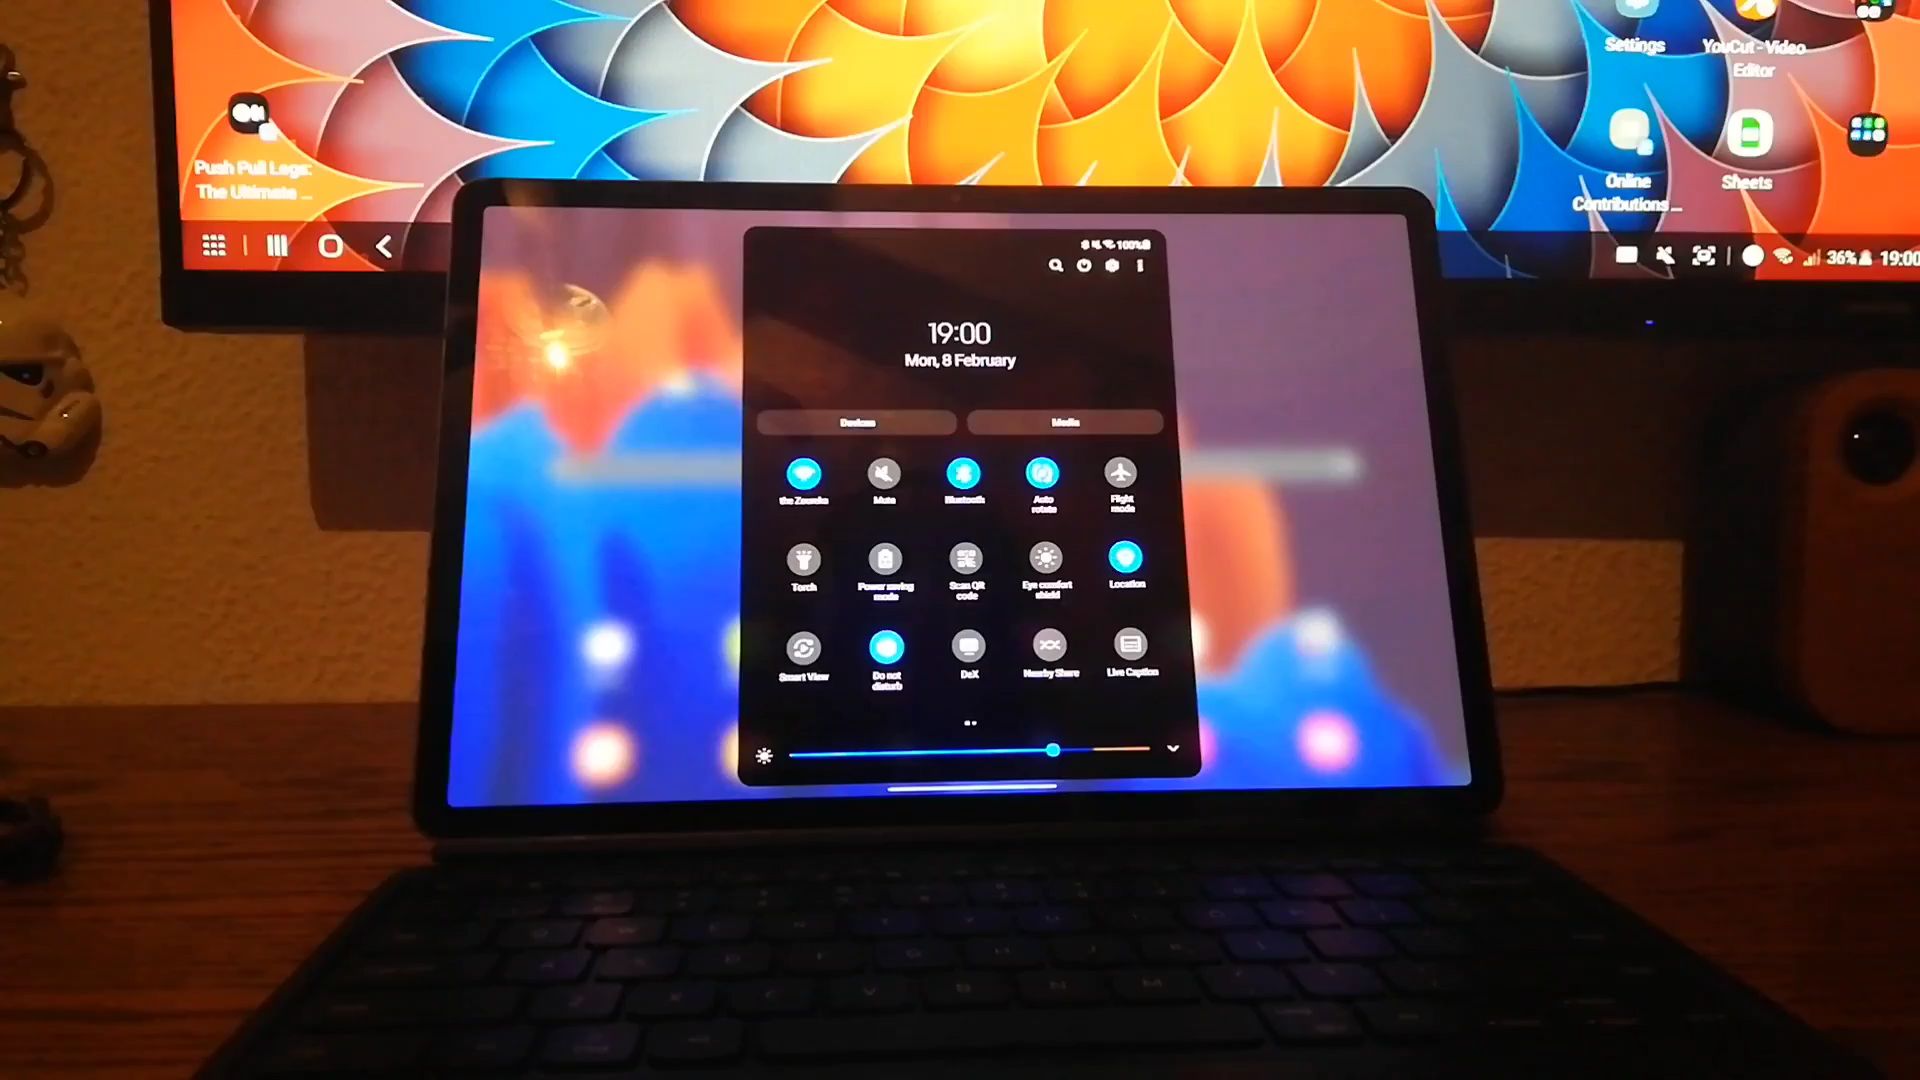 Settings
YouCut - Video
Editor
Push Pull Legs:
The Ultimate ...
Online
Contributions ...
Sheets
36%
19:00
100%
19:00
Mon, 8 February
Devices
Media
Mute
Bluetooth
Auto
rotate
Flight
mode
Torch
Power saving
mode
Scan QR
code
Eye comfort
shield
Location
Smart View
Do not
disturb
DeX
Nearby Share
Live Caption